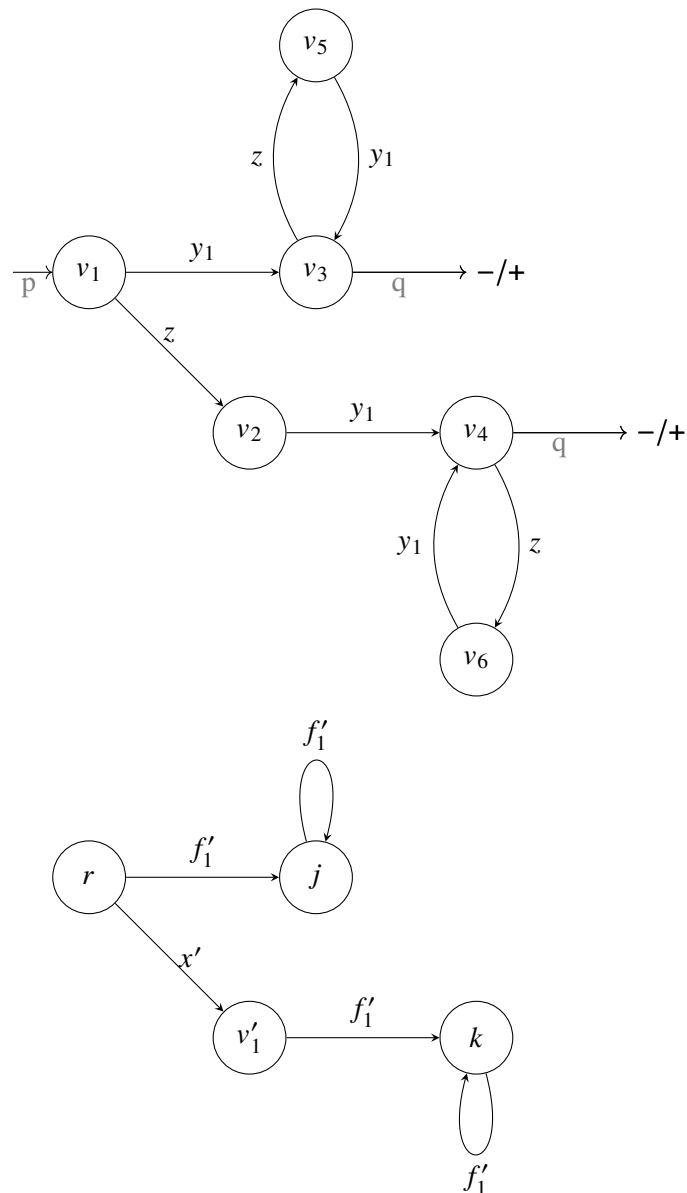 v₅
z y₁
p v₁ y₁ v₃ q −/+
z
v₂ y₁ v₄ q −/+
y₁ z
v₆
f′₁
r f′₁ j
x′
v′₁ f′₁ k
f′₁